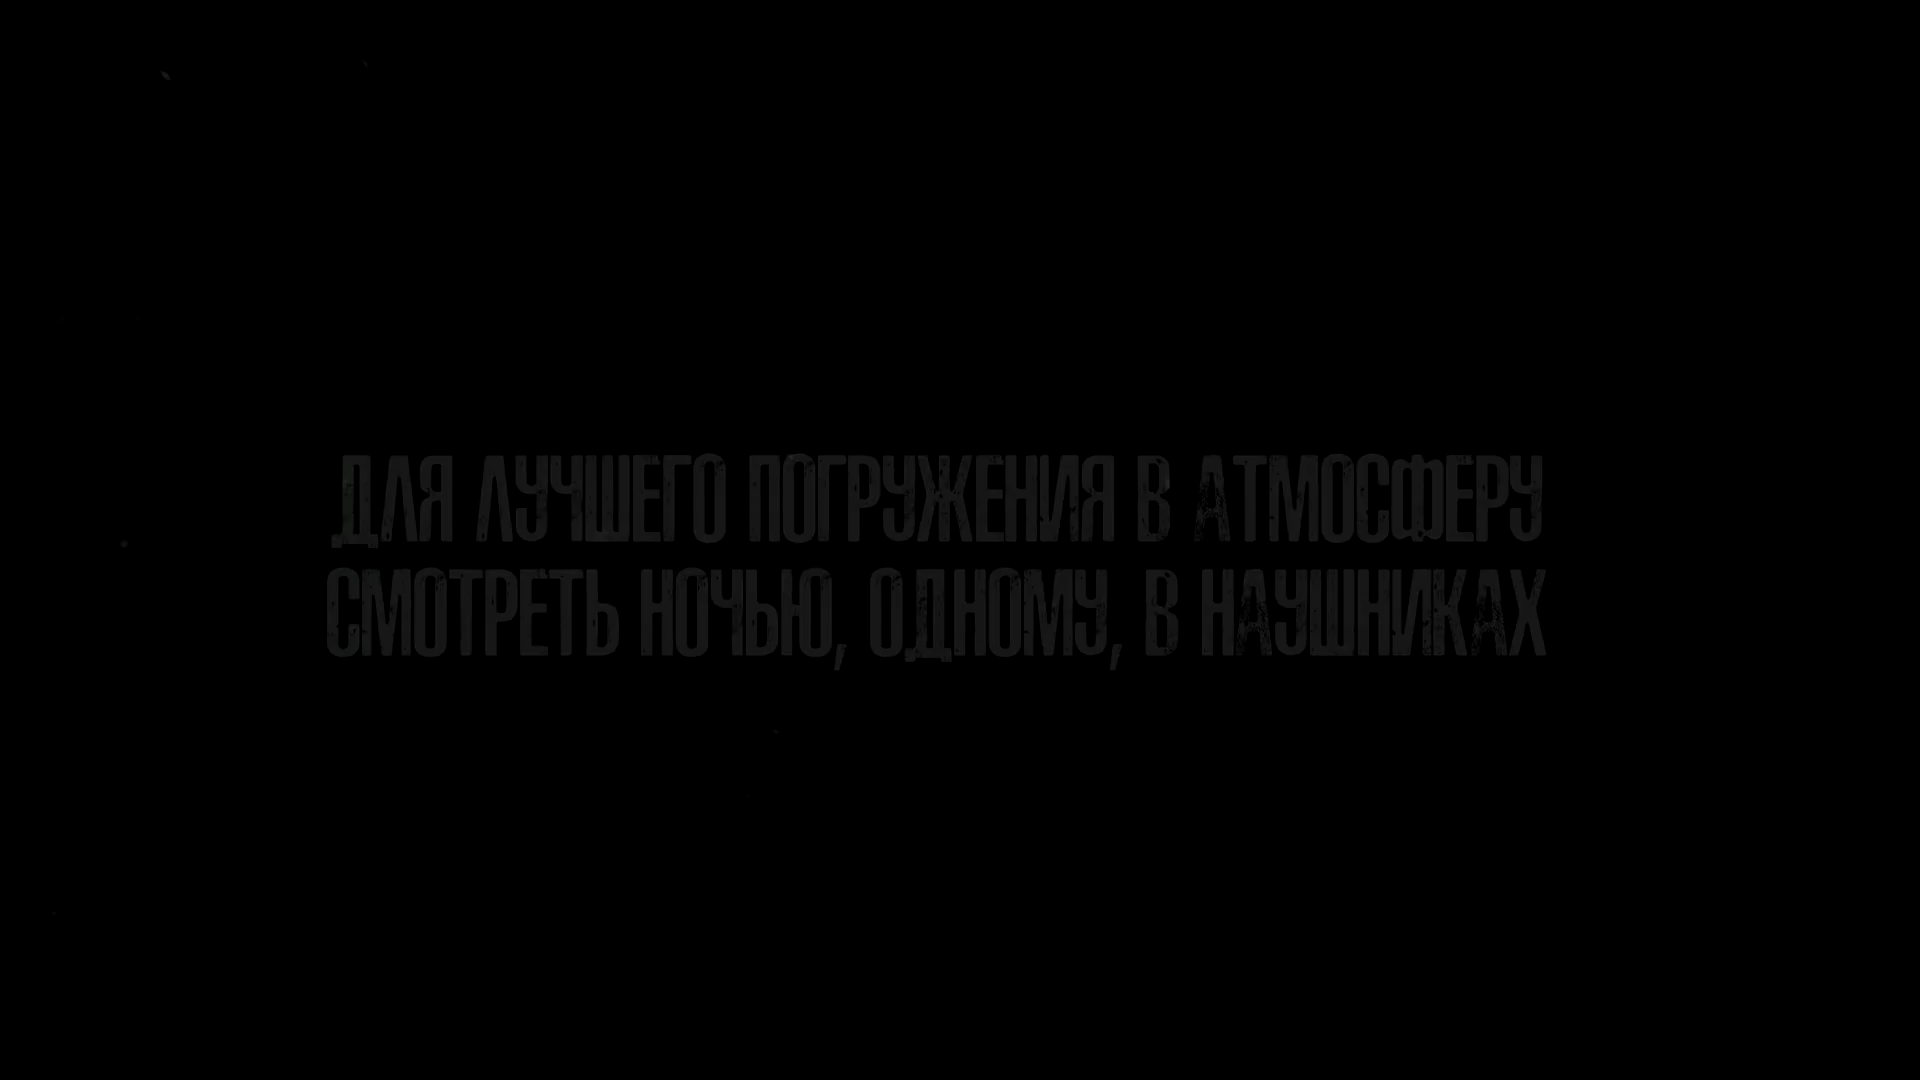 ДЛЯ ЛУЧШЕГО ПОГРУЖЕНИЯ В АТМОСФЕРУ
СМОТРЕТЬ НОЧЬЮ, ОДНОМУ, В НАУШНИКАХ